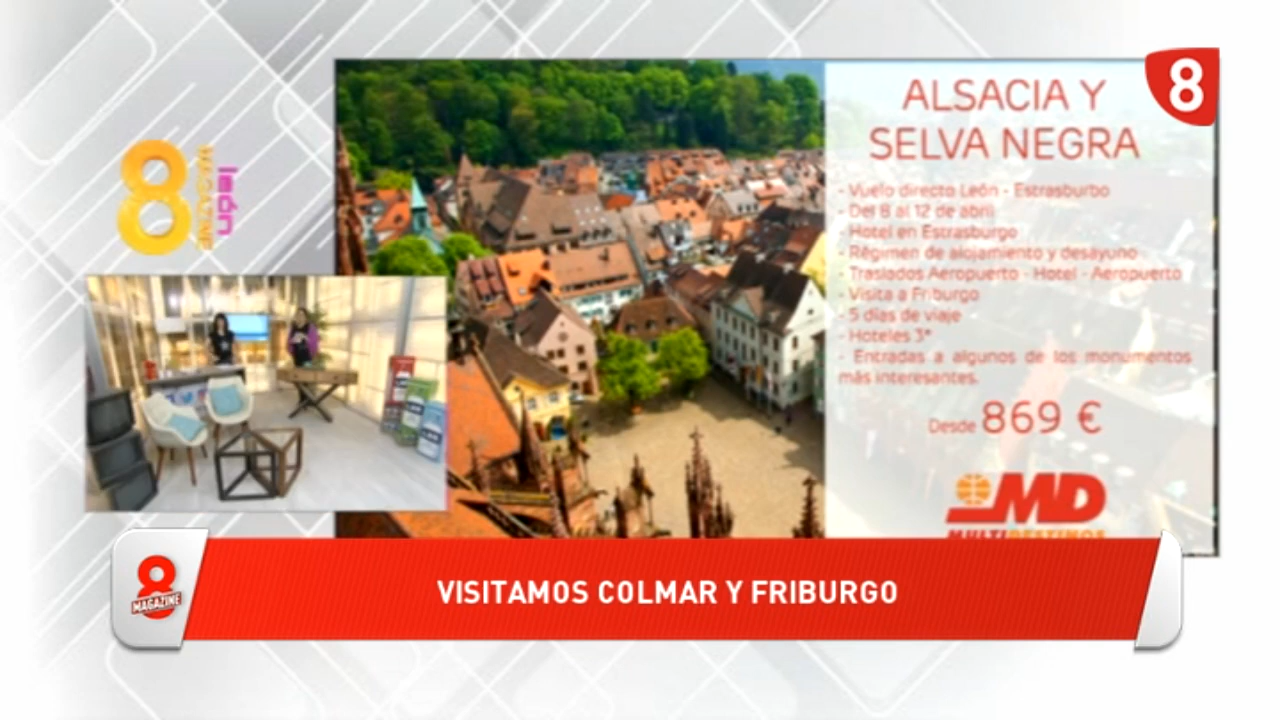 8
ALSACIA Y
SELVA NEGRA
- Vuelo directo León - Estrasburbo
- Del 8 al 12 de abril
- Hotel en Estrasburgo
- Régimen de alojamiento y desayuno
- Traslados Aeropuerto - Hotel - Aeropuerto
- Visita a Friburgo
- 5 días de viaje
- Hoteles 3*
- Entradas a algunos de los monumentos
más interesantes.
Desde 869 €
MD
MULTIDESTINOS
8
MAGAZINE
león
8
MAGAZINE
VISITAMOS COLMAR Y FRIBURGO